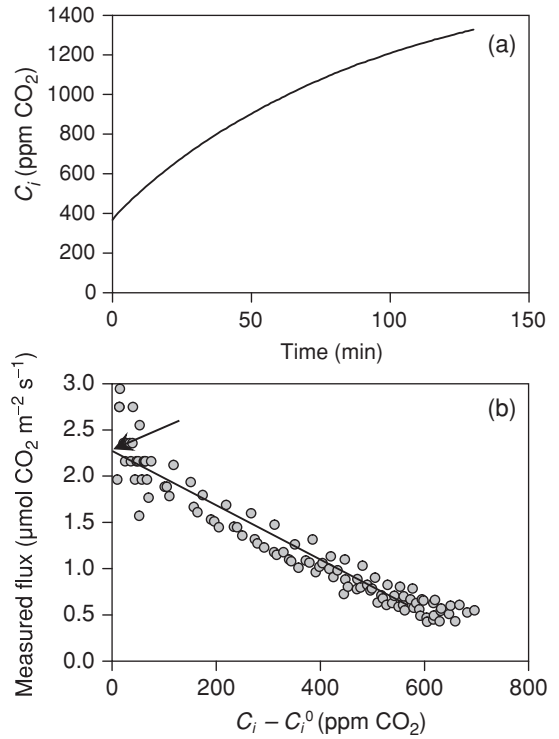 1400
1200
1000
800
600
400
200
0
C𝑖 (ppm CO₂)
(a)
0 50 100 150
Time (min)
3.0
2.5
2.0
1.5
1.0
0.5
0.0
Measured flux (μmol CO₂ m⁻² s⁻¹)
(b)
0 200 400 600 800
C𝑖 – C𝑖⁰ (ppm CO₂)